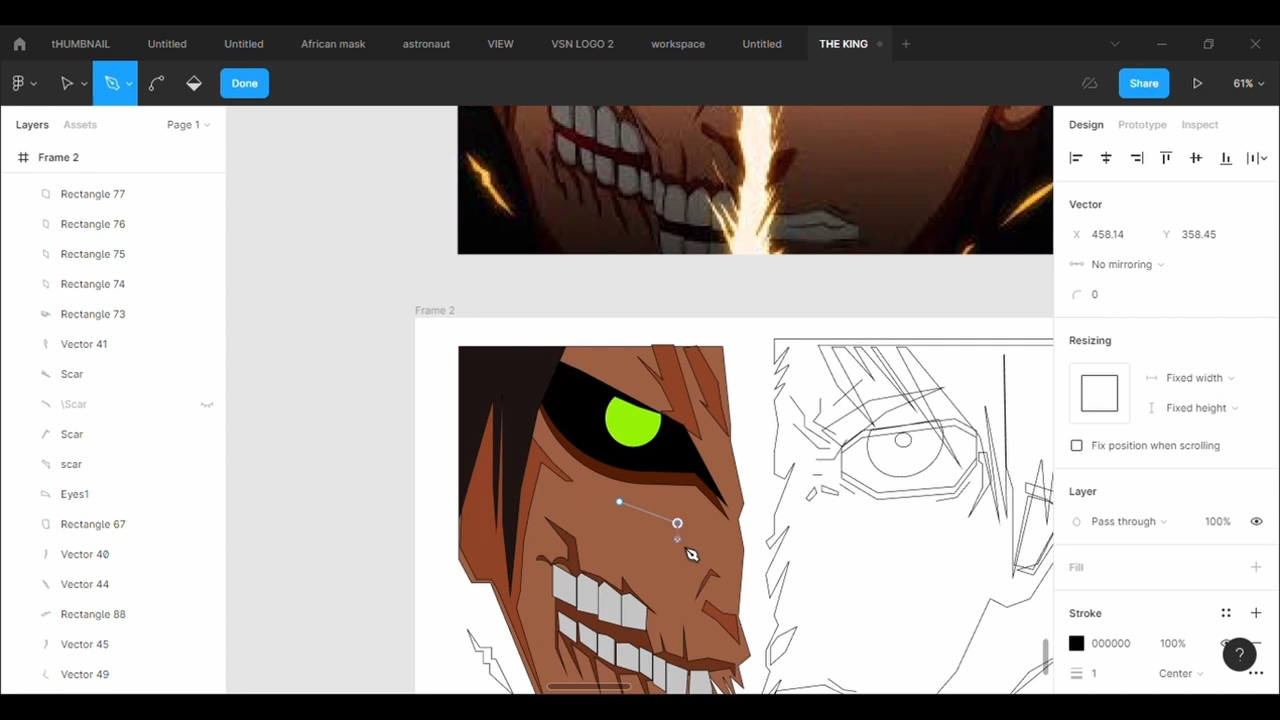 tHUMBNAIL Untitled Untitled African mask astronaut VIEW VSN LOGO 2 workspace Untitled THE KING
Done Share 61%
Layers Assets Page 1
Frame 2
Rectangle 77
Rectangle 76
Rectangle 75
Rectangle 74
Rectangle 73
Vector 41
Scar
\Scar
Scar
scar
Eyes1
Rectangle 67
Vector 40
Vector 44
Rectangle 88
Vector 45
Vector 49
Frame 2
Design Prototype Inspect
Vector
X 458.14 Y 358.45
No mirroring
0
Resizing
Fixed width
Fixed height
Fix position when scrolling
Layer
Pass through 100%
Fill
Stroke
000000 100%
1 Center
?